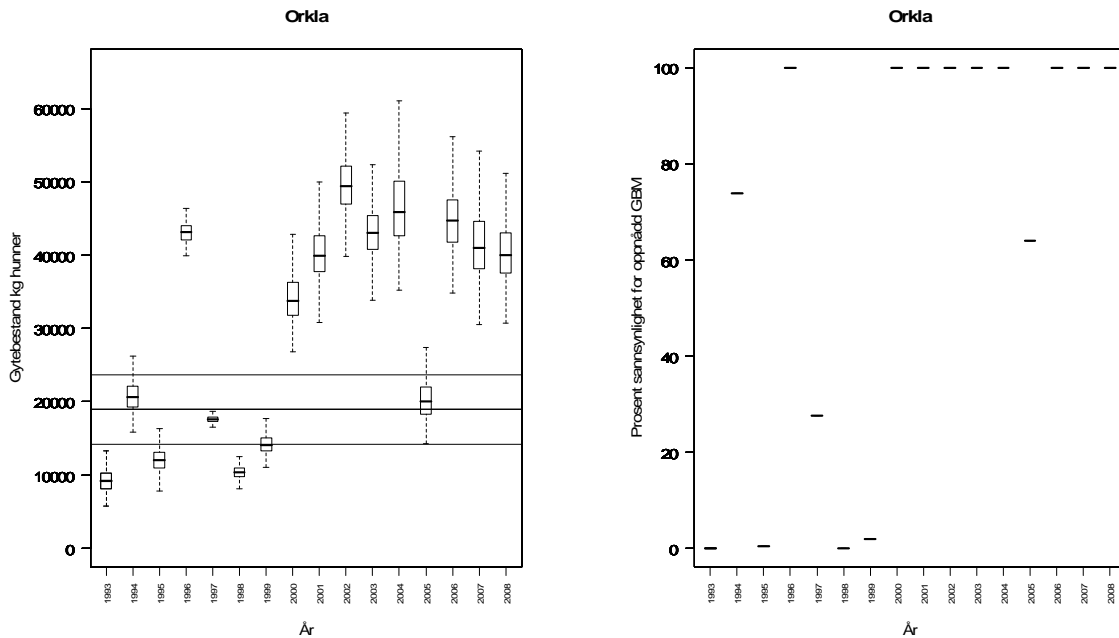 Orkla
Gytebestand kg hunner
60000
50000
40000
30000
20000
10000
0
1993 1994 1995 1996 1997 1998 1999 2000 2001 2002 2003 2004 2005 2006 2007 2008
År
Orkla
Prosent sannsynlighet for oppnådd GBM
100
80
60
40
20
0
1993 1994 1995 1996 1997 1998 1999 2000 2001 2002 2003 2004 2005 2006 2007 2008
År